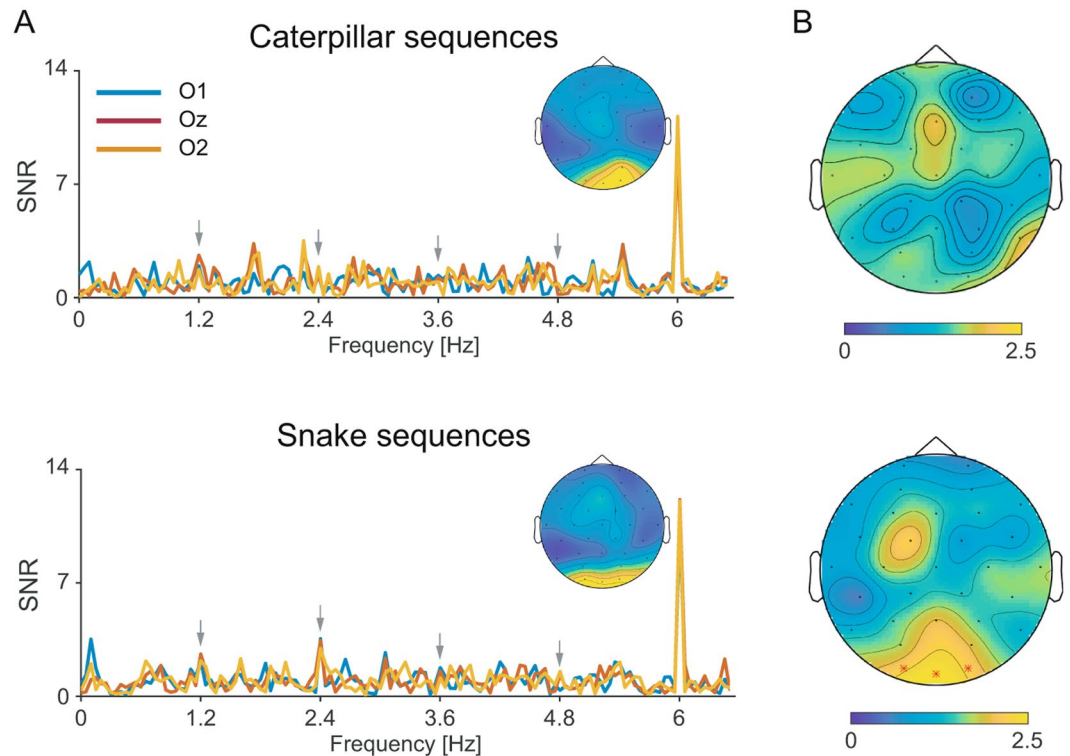 A
B
Caterpillar sequences
14
7
0
SNR
O1
Oz
O2
0 1.2 2.4 3.6 4.8 6
Frequency [Hz]
0 2.5
Snake sequences
14
7
0
SNR
0 1.2 2.4 3.6 4.8 6
Frequency [Hz]
* *
*
0 2.5